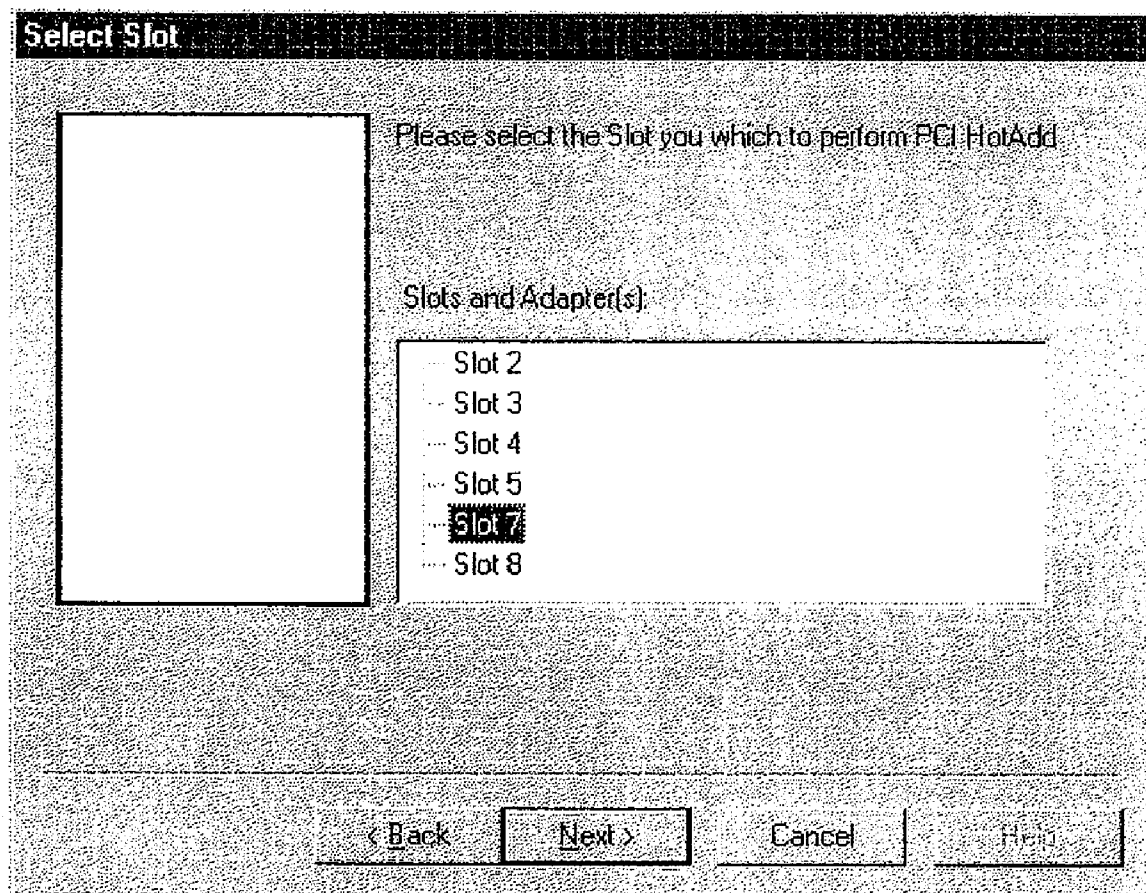 Select Slot
Please select the Slot you which to perform PCI HotAdd
Slots and Adapter(s):
Slot 2
Slot 3
Slot 4
Slot 5
Slot 7
Slot 8
< Back
Next >
Cancel
Help